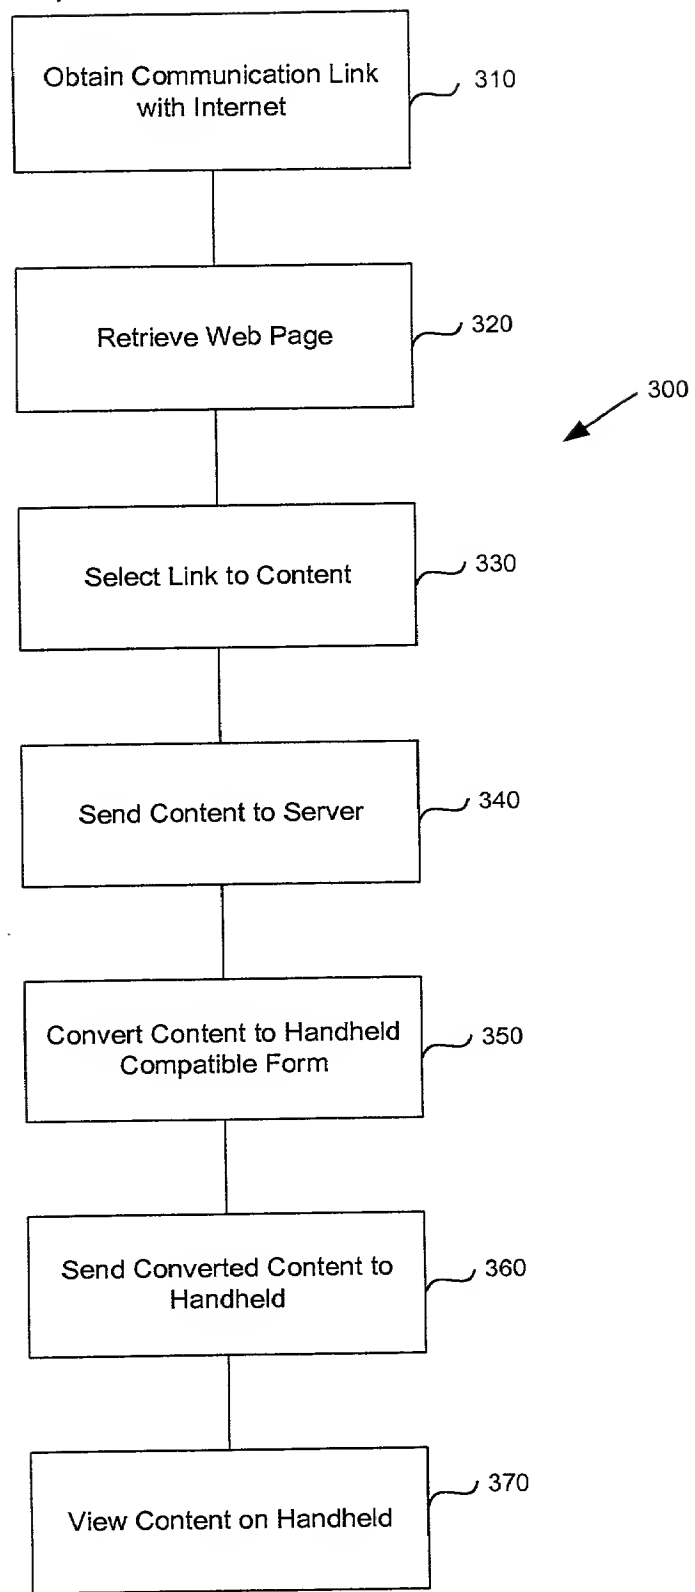 Obtain Communication Link
with Internet
310
Retrieve Web Page
320
300
Select Link to Content
330
Send Content to Server
340
Convert Content to Handheld
Compatible Form
350
Send Converted Content to
Handheld
360
View Content on Handheld
370